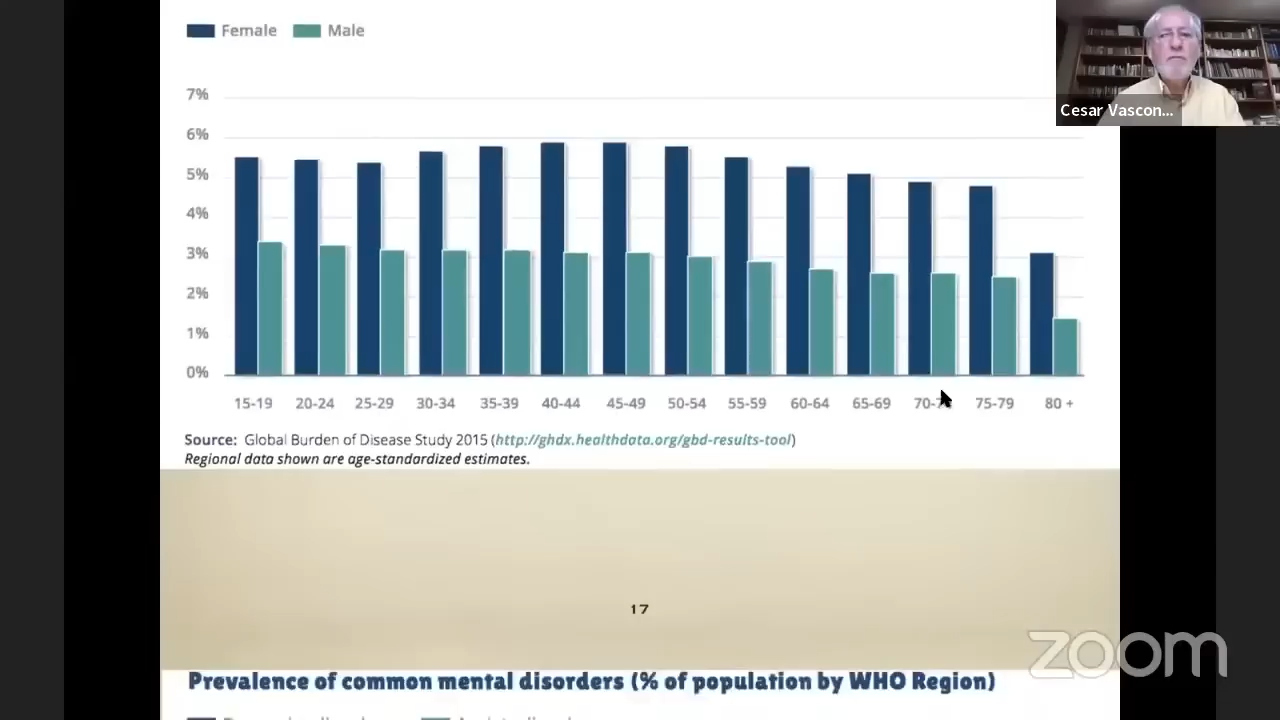 Female Male
Cesar Vascon...
7%
6%
5%
4%
3%
2%
1%
0%
15-19 20-24 25-29 30-34 35-39 40-44 45-49 50-54 55-59 60-64 65-69 75-79 80 +
Source: Global Burden of Disease Study 2015 (http://ghdx.healthdata.org/gbd-results-tool)
Regional data shown are age-standardized estimates.
17
zoom
Prevalence of common mental disorders (% of population by WHO Region)